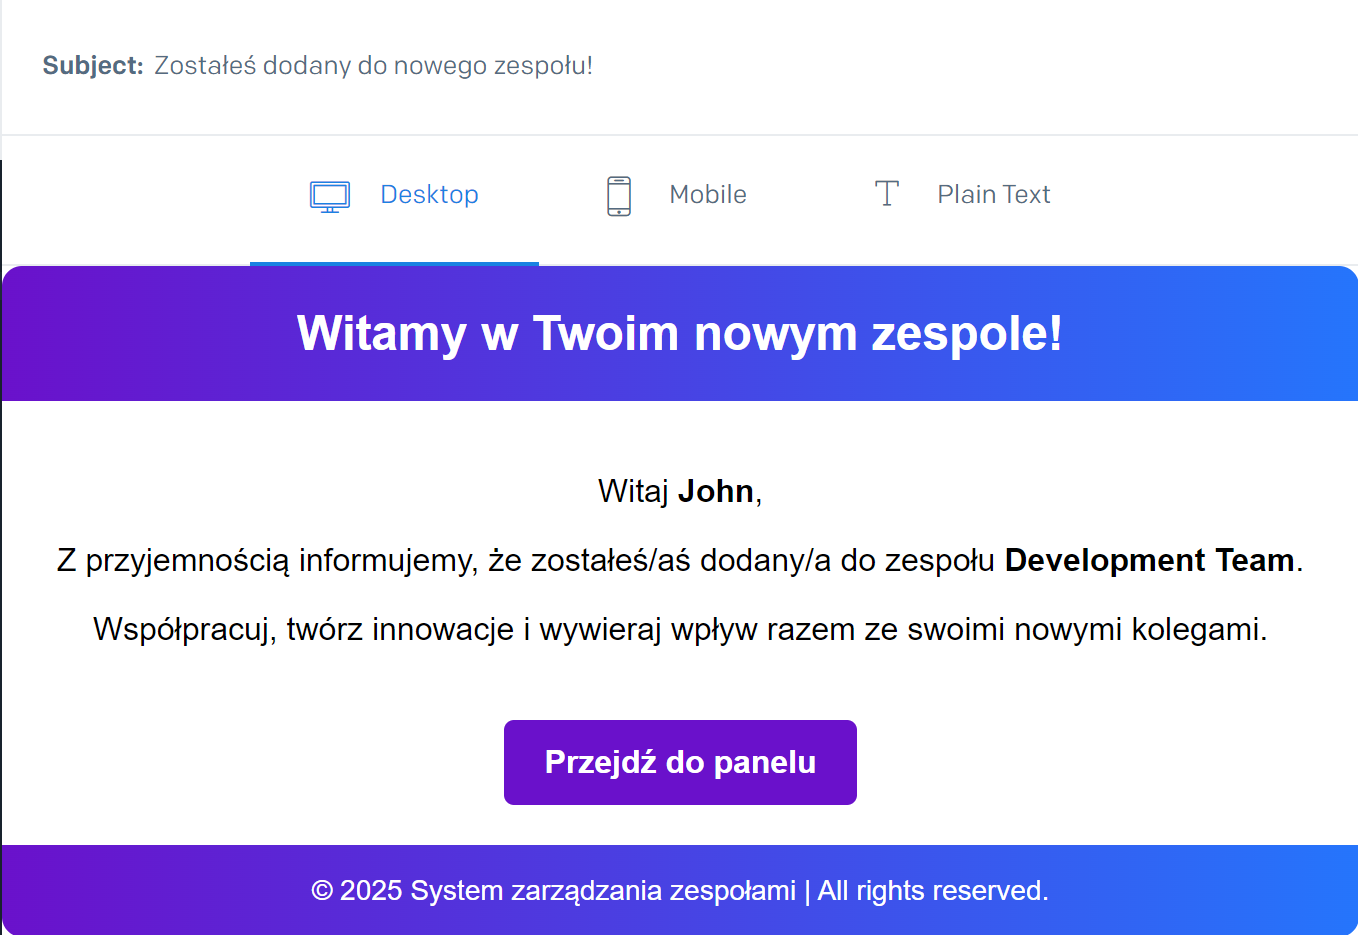 Subject: Zostałeś dodany do nowego zespołu!
Desktop
Mobile
Plain Text
Witamy w Twoim nowym zespole!
Witaj John,
Z przyjemnością informujemy, że zostałeś/aś dodany/a do zespołu Development Team.
Współpracuj, twórz innowacje i wywieraj wpływ razem ze swoimi nowymi kolegami.
Przejdź do panelu
© 2025 System zarządzania zespołami | All rights reserved.